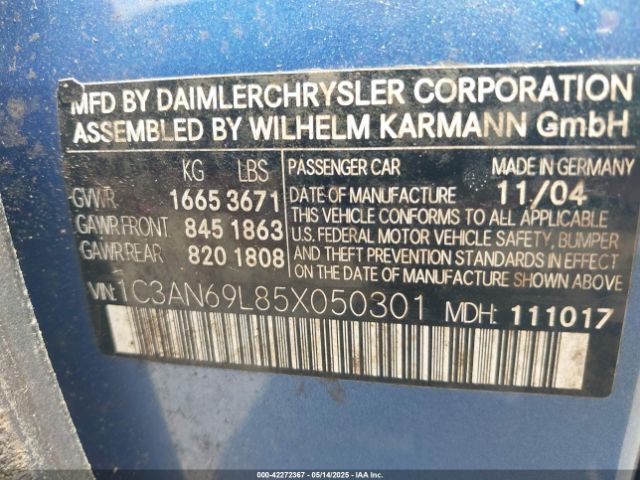 MFD BY DAIMLERCHRYSLER CORPORATION
ASSEMBLED BY WILHELM KARMANN GmbH
KG LBS
GVWR 1665 3671
GAWR FRONT 845 1863
GAWR REAR 820 1808
PASSENGER CAR MADE IN GERMANY
DATE OF MANUFACTURE 11/04
THIS VEHICLE CONFORMS TO ALL APPLICABLE
U.S. FEDERAL MOTOR VEHICLE SAFETY, BUMPER
AND THEFT PREVENTION STANDARDS IN EFFECT
ON THE DATE OF MANUFACTURE SHOWN ABOVE
VIN: 1C3AN69L85X050301 MDH: 111017
000-42272367 - 05/14/2025 - IAAI.COM